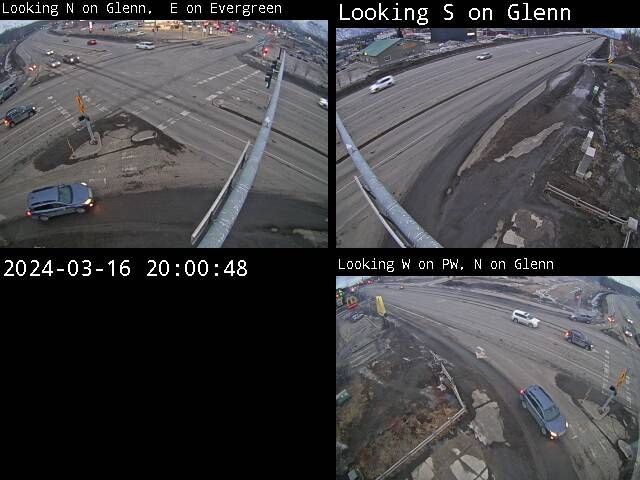 Looking N on Glenn,  E on Evergreen
Looking S on Glenn
2024-03-16 20:00:48
Looking W on PW, N on Glenn